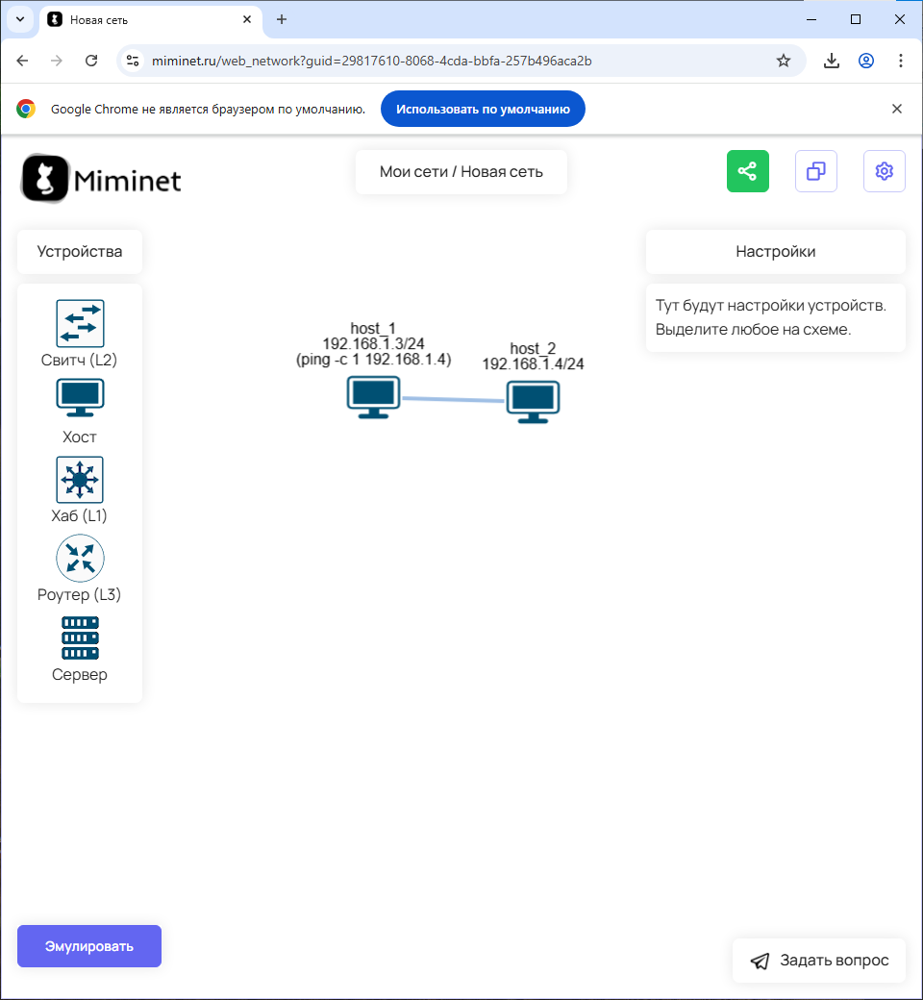 Новая сеть
miminet.ru/web_network?guid=29817610-8068-4cda-bbfa-257b496aca2b
Google Chrome не является браузером по умолчанию.
Использовать по умолчанию
Miminet
Мои сети / Новая сеть
Устройства
Настройки
Тут будут настройки устройств.
Выделите любое на схеме.
Свитч (L2)
Хост
Хаб (L1)
Роутер (L3)
Сервер
host_1
192.168.1.3/24
(ping -c 1 192.168.1.4)
host_2
192.168.1.4/24
Эмулировать
Задать вопрос